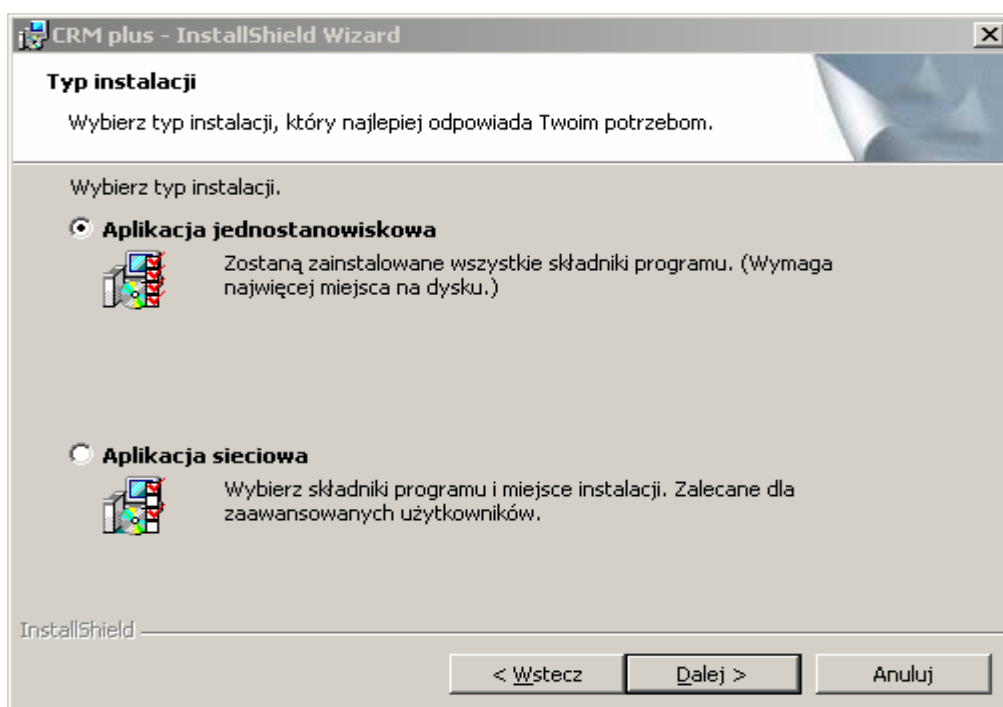 CRM plus - InstallShield Wizard
Typ instalacji
Wybierz typ instalacji, który najlepiej odpowiada Twoim potrzebom.
Wybierz typ instalacji.
Aplikacja jednostanowiskowa
Zostaną zainstalowane wszystkie składniki programu. (Wymaga
najwięcej miejsca na dysku.)
Aplikacja sieciowa
Wybierz składniki programu i miejsce instalacji. Zalecane dla
zaawansowanych użytkowników.
InstallShield
< Wstecz Dalej > Anuluj